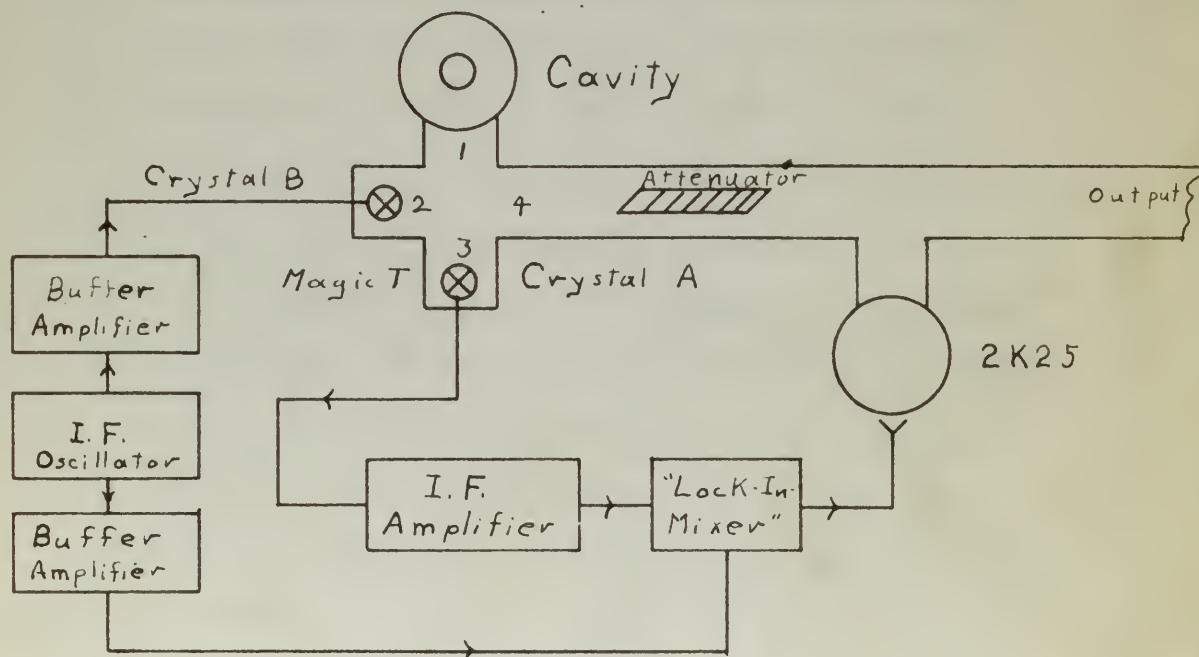 Cavity
1
Crystal B
2
4
Attenuator
Output
3
Magic T
Crystal A
Buffer
Amplifier
2K25
I.F.
Oscillator
I.F.
Amplifier
"Lock-In-
Mixer"
Buffer
Amplifier